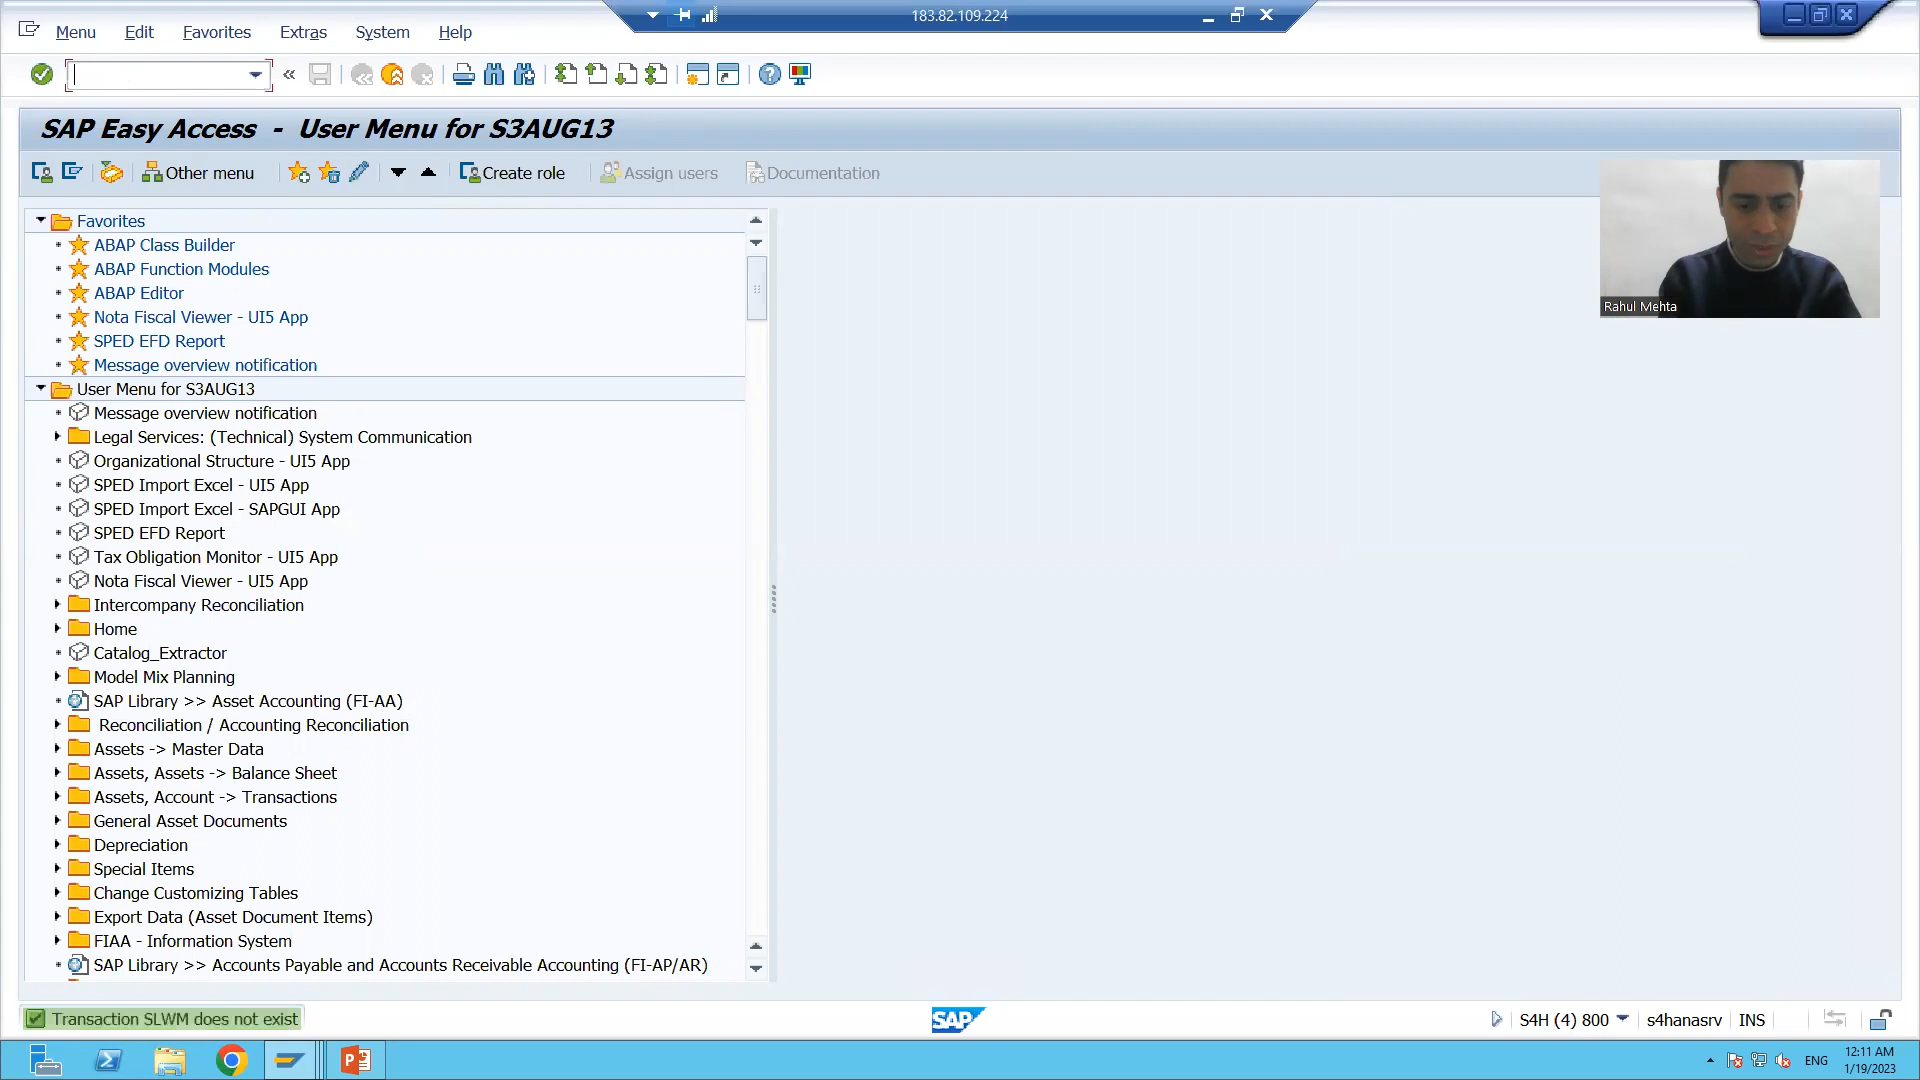 183.82.109.224
Menu Edit Favorites Extras System Help
SAP Easy Access - User Menu for S3AUG13
Other menu Create role Assign users Documentation
Favorites
ABAP Class Builder
ABAP Function Modules
ABAP Editor
Nota Fiscal Viewer - UI5 App
SPED EFD Report
Message overview notification
User Menu for S3AUG13
Message overview notification
Legal Services: (Technical) System Communication
Organizational Structure - UI5 App
SPED Import Excel - UI5 App
SPED Import Excel - SAPGUI App
SPED EFD Report
Tax Obligation Monitor - UI5 App
Nota Fiscal Viewer - UI5 App
Intercompany Reconciliation
Home
Catalog_Extractor
Model Mix Planning
SAP Library >> Asset Accounting (FI-AA)
Reconciliation / Accounting Reconciliation
Assets -> Master Data
Assets, Assets -> Balance Sheet
Assets, Account -> Transactions
General Asset Documents
Depreciation
Special Items
Change Customizing Tables
Export Data (Asset Document Items)
FIAA - Information System
SAP Library >> Accounts Payable and Accounts Receivable Accounting (FI-AP/AR)
Rahul Mehta
Transaction SLWM does not exist
SAP
S4H (4) 800 s4hanasrv INS
ENG
12:11 AM
1/19/2023